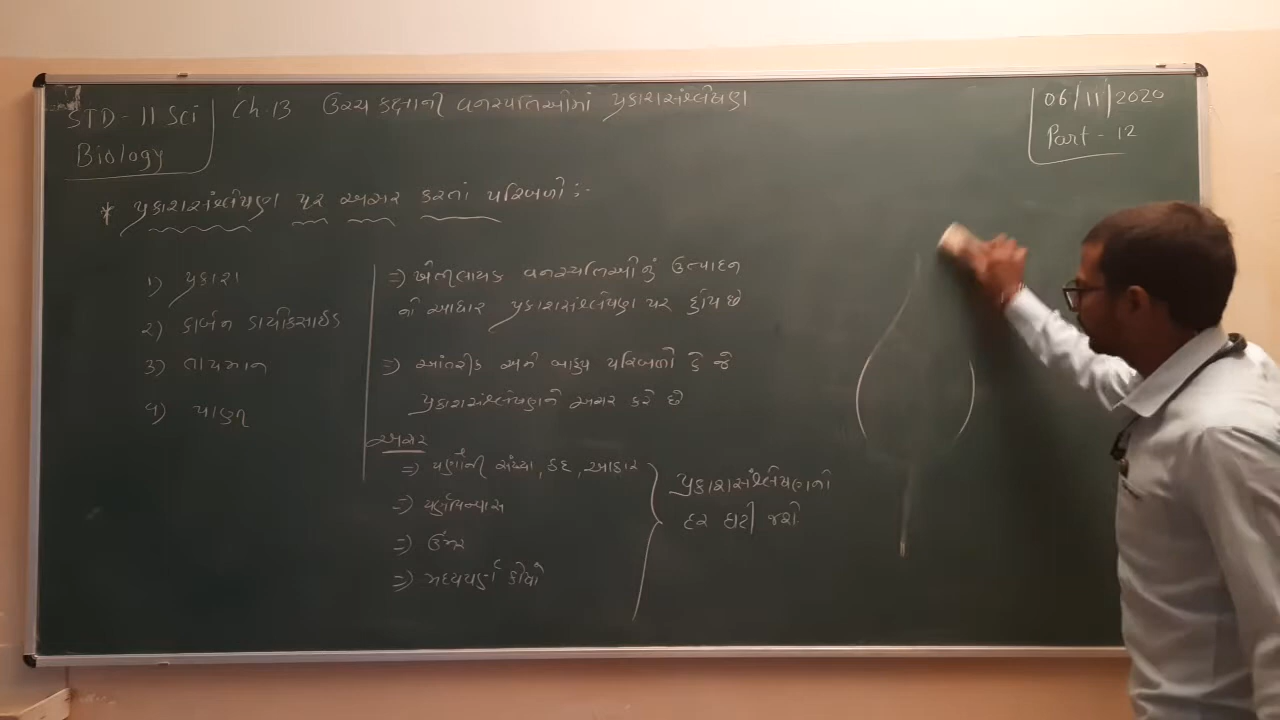 STD - 11 Sci
Biology
Ch-13 ઉચ્ચ કક્ષાની વનસ્પતિઓમાં પ્રકાશસંશ્લેષણ
06/11/2020
Part - 12
* પ્રકાશસંશ્લેષણ પર અસર કરતાં પરિબળો :-
1) પ્રકાશ
2) કાર્બન ડાયોકસાઈડ
3) તાપમાન
૪) પાણી
=) ખેતીલાયક વનસ્પતિઓનું ઉત્પાદન
નો આધાર પ્રકાશસંશ્લેષણ પર હોય છે
=) આંતરીક અને બાહ્ય પરિબળો કે જે
પ્રકાશસંશ્લેષણને અસર કરે છે
અસર
=) પર્ણોની સંખ્યા, કદ, આકાર
=) પર્ણવિન્યાસ
=) ઉંમર
=) મધ્યપર્ણ કોષો
પ્રકાશસંશ્લેષણનો
દર ઘટી જશે